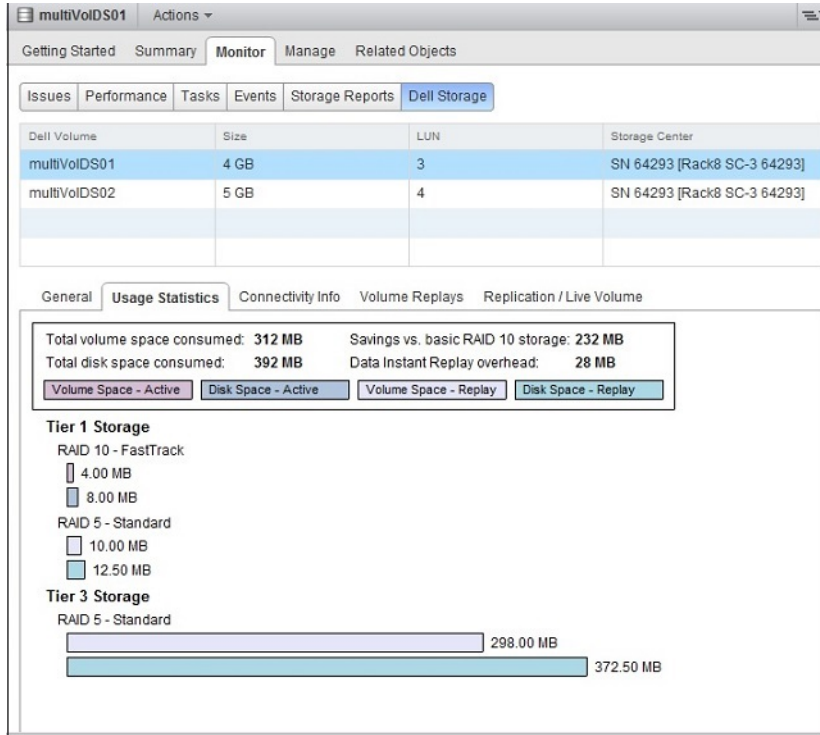 multiVolDS01 Actions
Getting Started Summary Monitor Manage Related Objects
Issues Performance Tasks Events Storage Reports Dell Storage
Dell Volume Size LUN Storage Center
multiVolDS01 4 GB 3 SN 64293 [Rack8 SC-3 64293]
multiVolDS02 5 GB 4 SN 64293 [Rack8 SC-3 64293]
General Usage Statistics Connectivity Info Volume Replays Replication / Live Volume
Total volume space consumed: 312 MB Savings vs. basic RAID 10 storage: 232 MB
Total disk space consumed: 392 MB Data Instant Replay overhead: 28 MB
Volume Space - Active Disk Space - Active Volume Space - Replay Disk Space - Replay
Tier 1 Storage
RAID 10 - FastTrack
4.00 MB
8.00 MB
RAID 5 - Standard
10.00 MB
12.50 MB
Tier 3 Storage
RAID 5 - Standard
298.00 MB
372.50 MB